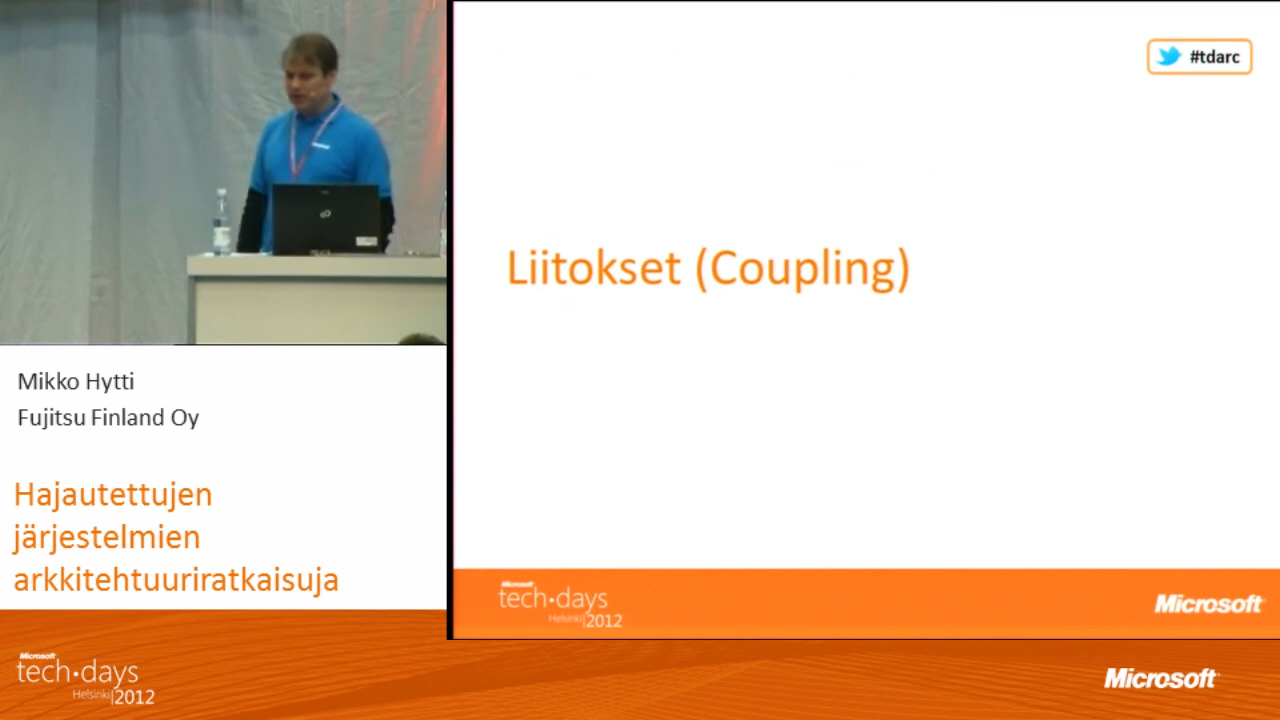 #tdarc
Liitokset (Coupling)
Mikko Hytti
Fujitsu Finland Oy
Hajautettujen
järjestelmien
arkkitehtuuriratkaisuja
Microsoft
tech•days
Helsinki|2012
Microsoft
Microsoft
tech•days
Helsinki|2012
Microsoft